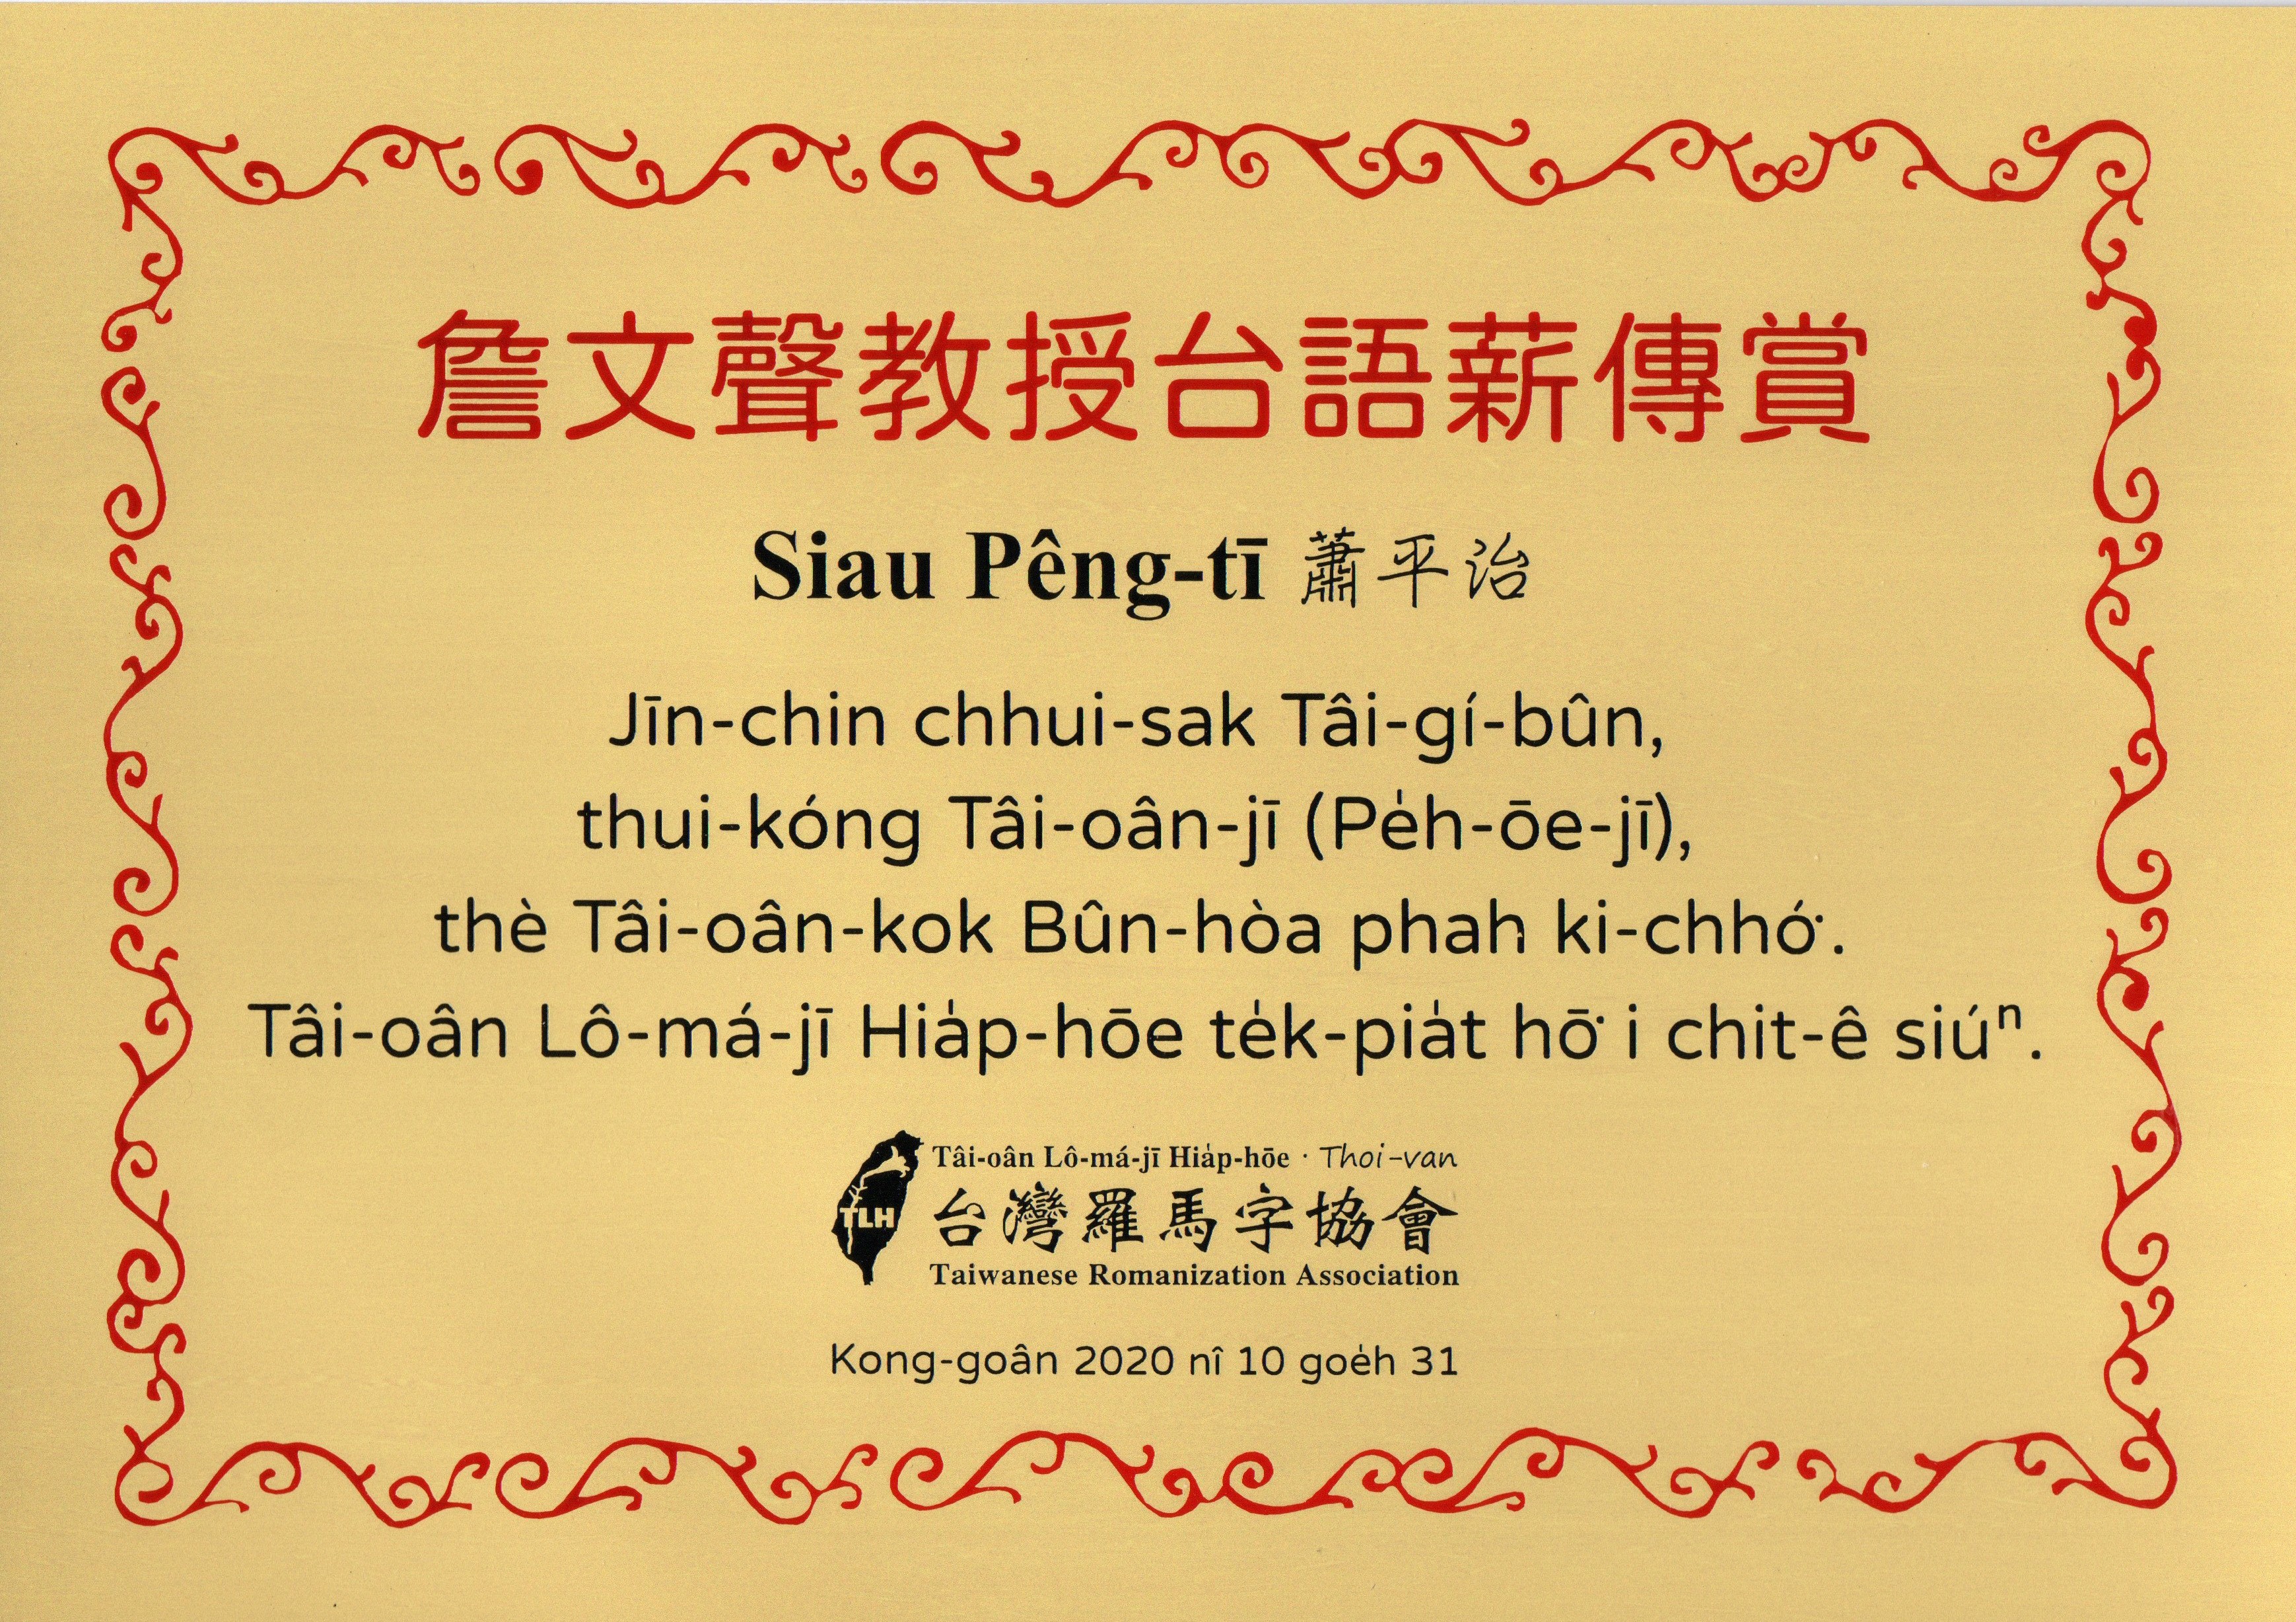 詹文聲教授台語薪傳賞
Siau Pêng-tī 蕭平治
Jīn-chin chhui-sak Tâi-gí-bûn,
thui-kóng Tâi-oân-jī (Pe̍h-ōe-jī),
thè Tâi-oân-kok Bûn-hòa phah ki-chhó͘.
Tâi-oân Lô-má-jī Hia̍p-hōe te̍k-pia̍t hō͘ i chit-ê siúⁿ.
Tâi-oân Lô-má-jī Hia̍p-hōe · Thoi-van
TLH
台灣羅馬字協會
Taiwanese Romanization Association
Kong-goân 2020 nî 10 goe̍h 31